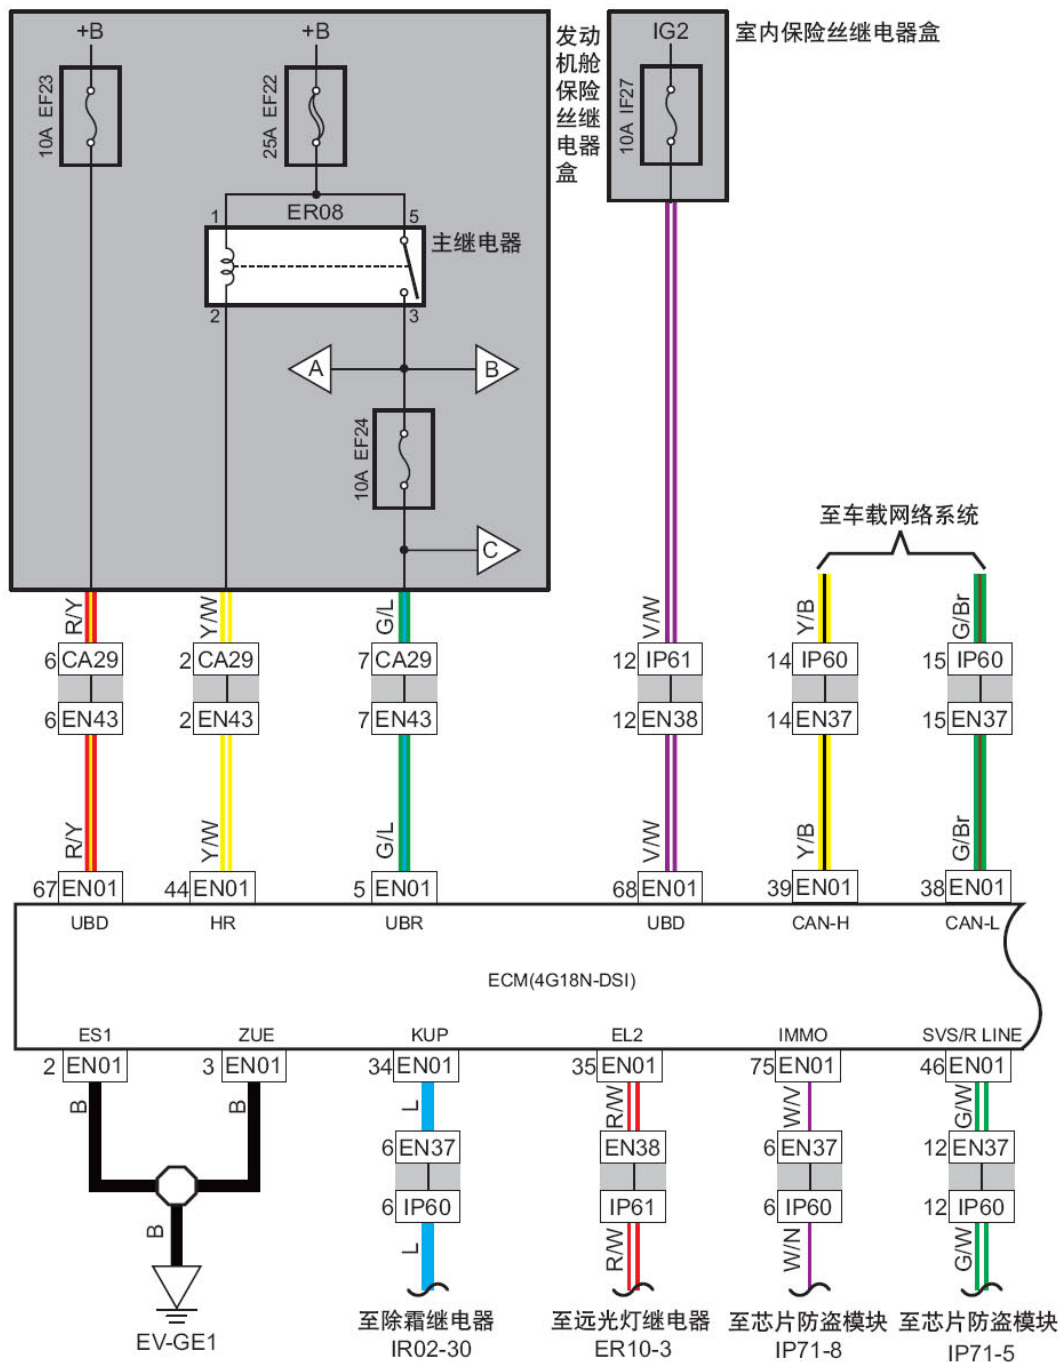 +B
+B
IG2
室内保险丝继电器盒
发动
机舱
保险
丝继
电器
盒
10A EF23
25A EF22
10A IF27
1
ER08
5
主继电器
2
3
A
B
10A EF24
C
至车载网络系统
R/Y
Y/W
G/L
V/W
Y/B
G/Br
6 CA29
2 CA29
7 CA29
12 IP61
14 IP60
15 IP60
6 EN43
2 EN43
7 EN43
12 EN38
14 EN37
15 EN37
R/Y
Y/W
G/L
V/W
Y/B
G/Br
67 EN01
44 EN01
5 EN01
68 EN01
39 EN01
38 EN01
UBD
HR
UBR
UBD
CAN-H
CAN-L
ECM(4G18N-DSI)
ES1
ZUE
KUP
EL2
IMMO
SVS/R LINE
2 EN01
3 EN01
34 EN01
35 EN01
75 EN01
46 EN01
B
B
L
R/W
W/V
G/W
6 EN37
EN38
6 EN37
12 EN37
6 IP60
IP61
6 IP60
12 IP60
B
L
R/W
W/N
G/W
EV-GE1
至除霜继电器
IR02-30
至远光灯继电器
ER10-3
至芯片防盗模块
IP71-8
至芯片防盗模块
IP71-5